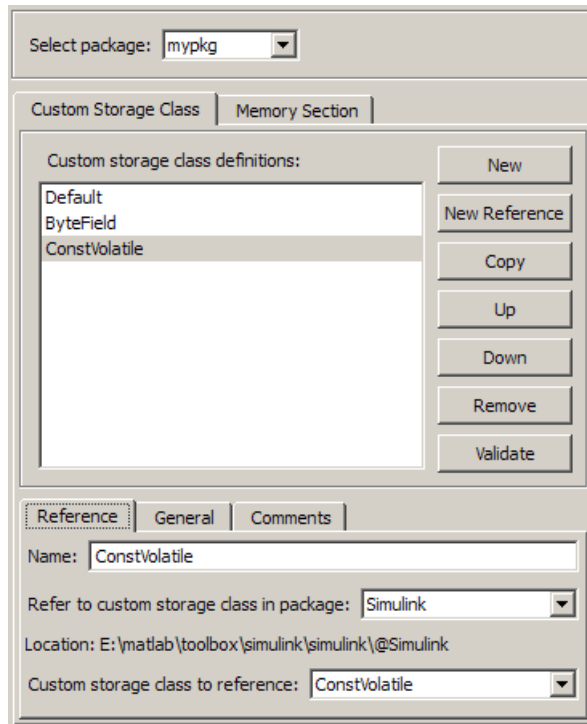 Select package: mypkg
Custom Storage Class Memory Section
Custom storage class definitions:
Default
ByteField
ConstVolatile
New
New Reference
Copy
Up
Down
Remove
Validate
Reference General Comments
Name: ConstVolatile
Refer to custom storage class in package: Simulink
Location: E:\matlab\toolbox\simulink\simulink\@Simulink
Custom storage class to reference: ConstVolatile